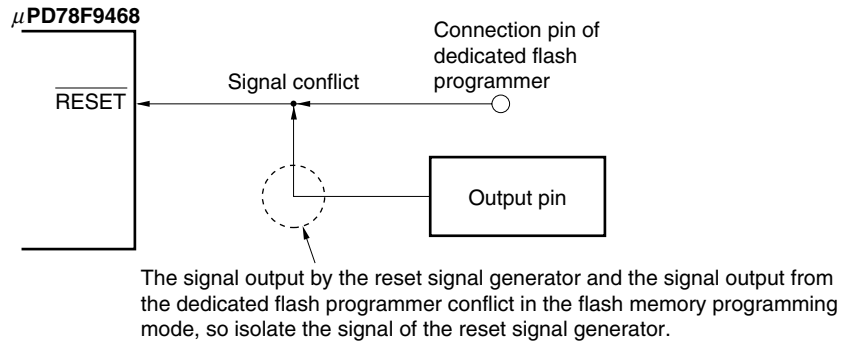 μPD78F9468
Connection pin of
dedicated flash
programmer
Signal conflict
RESET
Output pin
The signal output by the reset signal generator and the signal output from
the dedicated flash programmer conflict in the flash memory programming
mode, so isolate the signal of the reset signal generator.